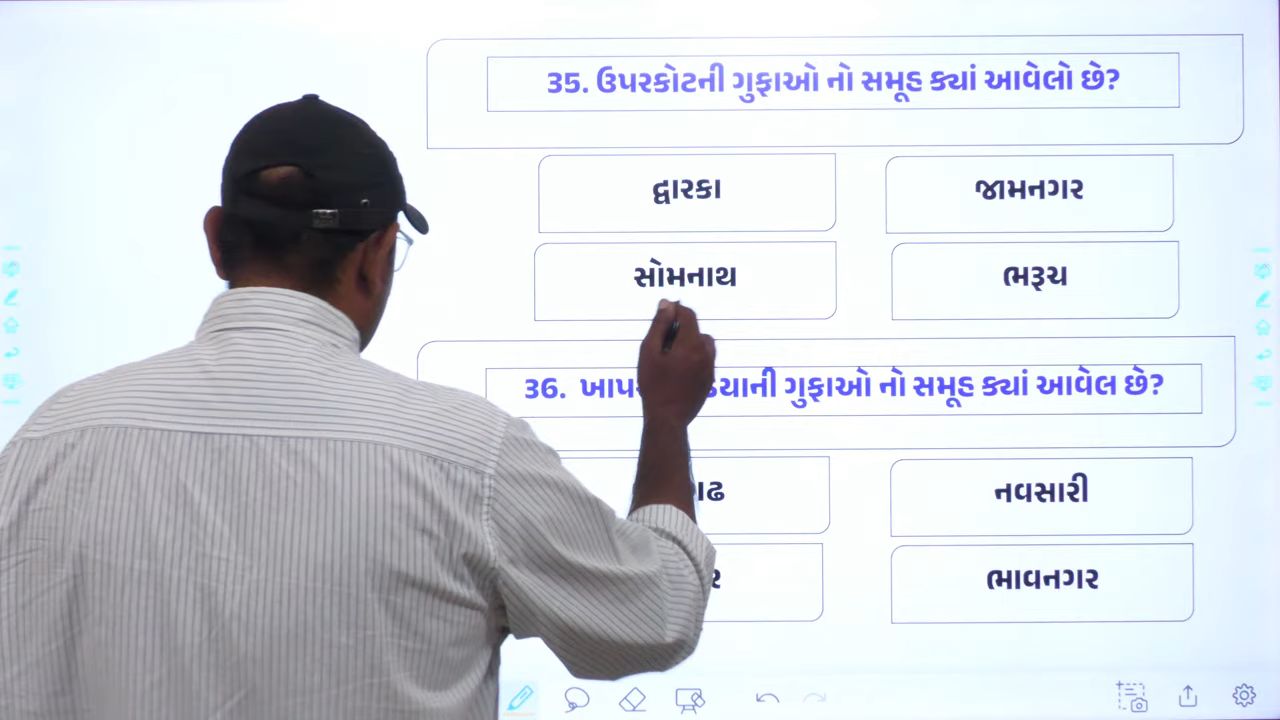 35. ઉપરકોટની ગુફાઓ નો સમૂહ ક્યાં આવેલો છે?
દ્વારકા
જામનગર
સોમનાથ
ભરૂચ
36. ગુફાઓ નો સમૂહ ક્યાં આવેલ છે?
નવસારી
ભાવનગર